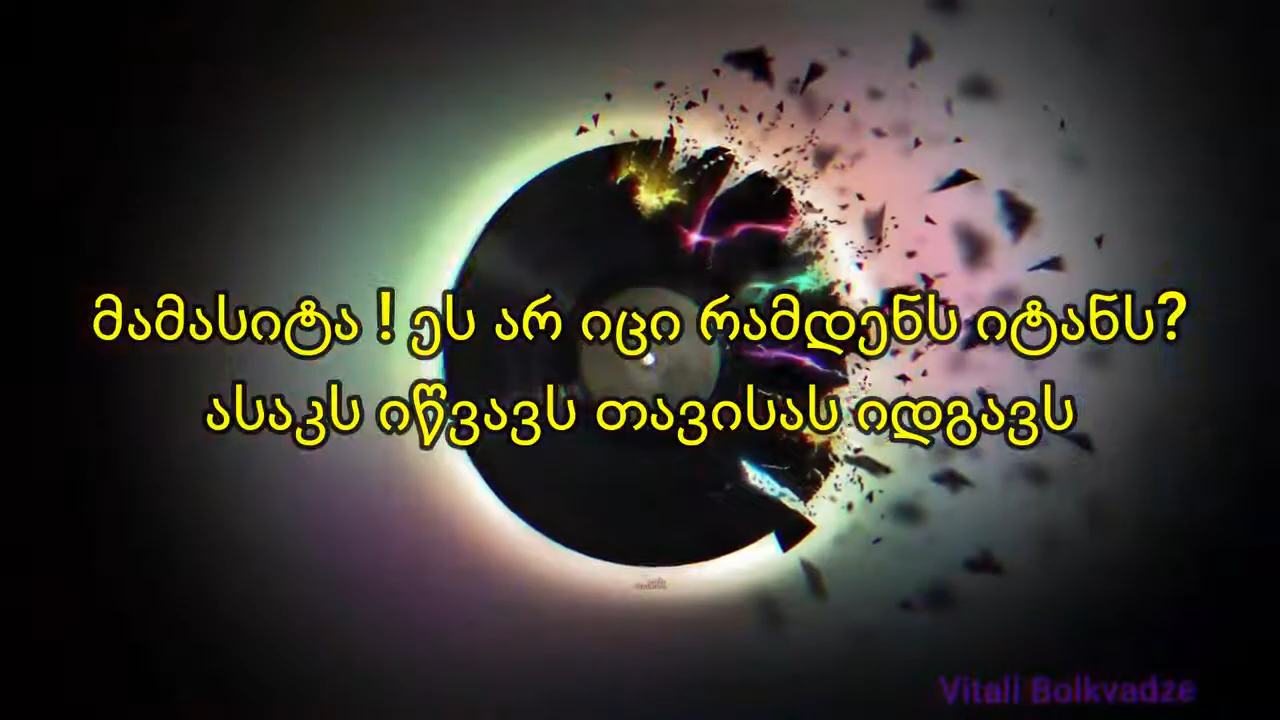 მამასიტა ! ეს არ იცი რამდენს იტანს?
ასაკს იწვავს თავისას იდგავს
Vitali Bolkvadze